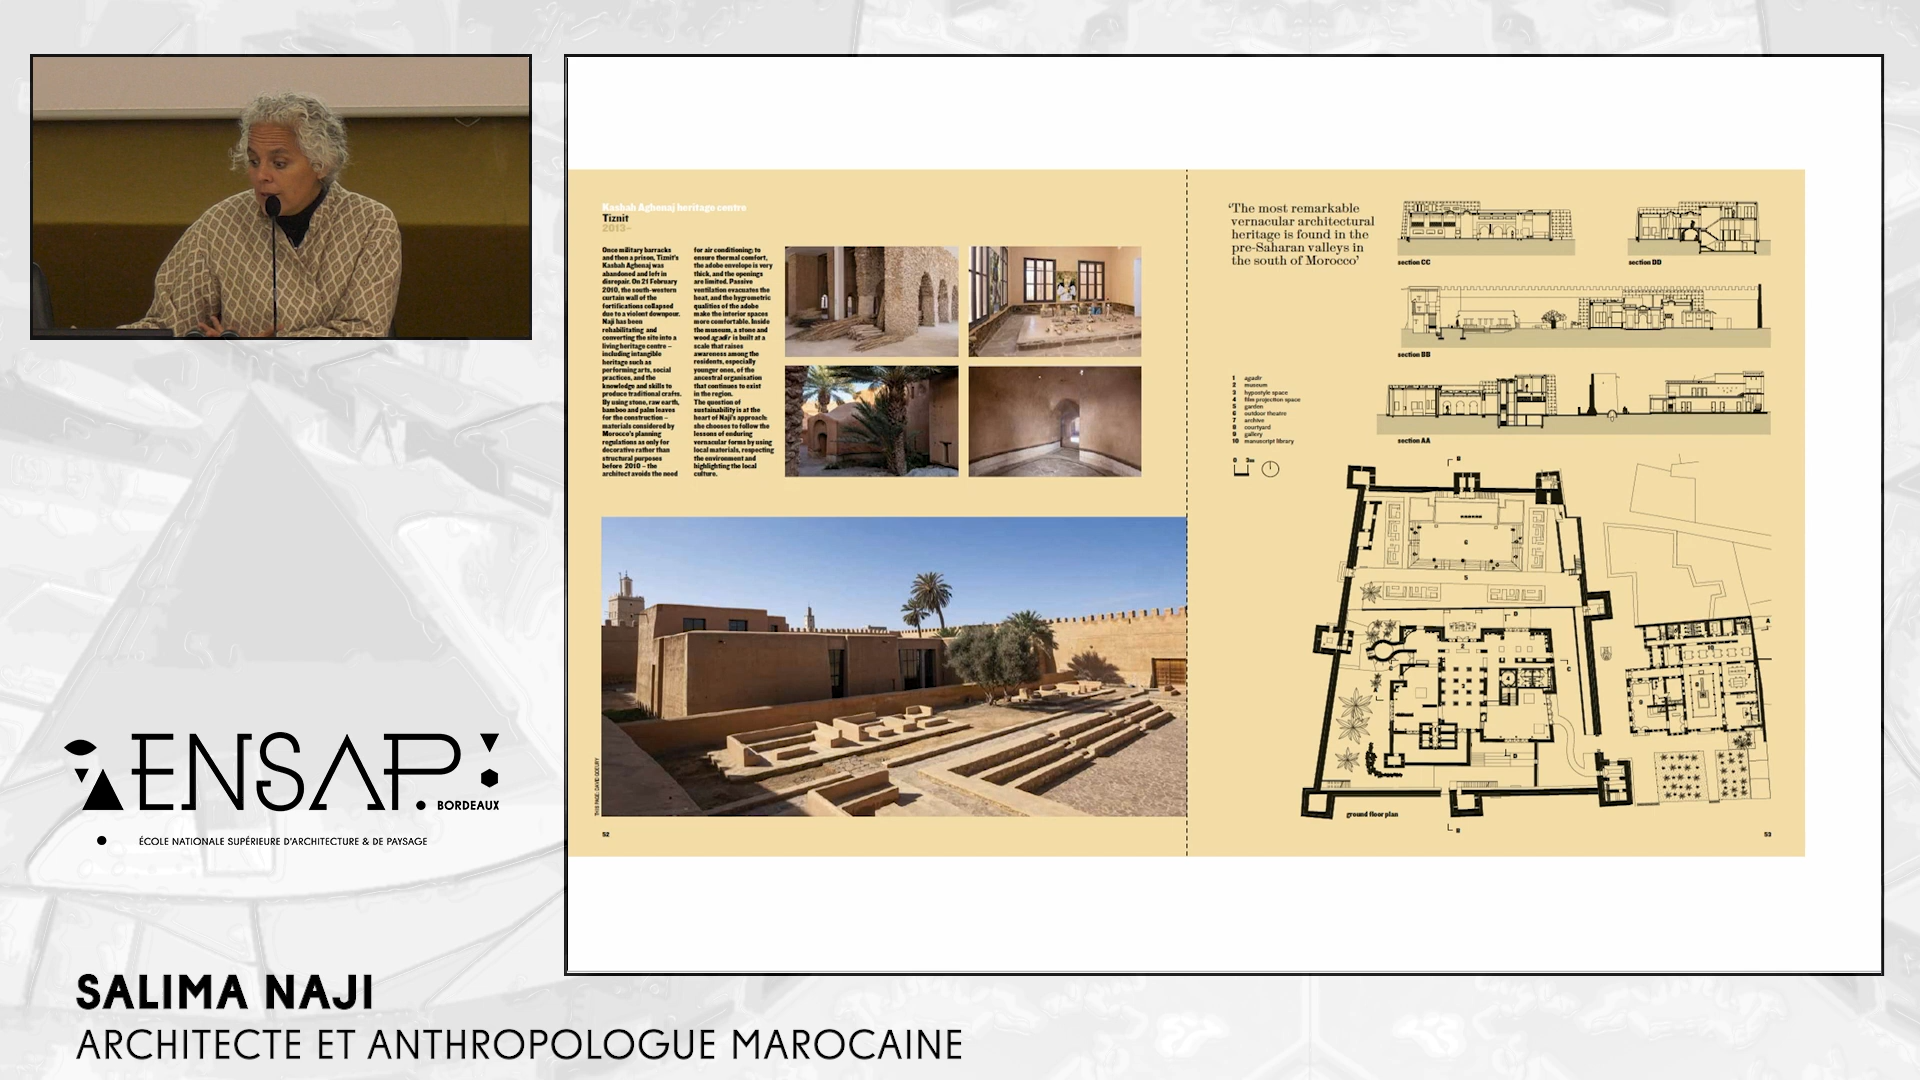 Kasbah Aghenaj heritage centre
Tiznit
2013–
Once military barracks
and then a prison, Tiznit's
Kasbah Aghenaj was
abandoned and left in
disrepair. On 21 February
2010, the south-western
curtain wall of the
fortifications collapsed
due to a violent downpour.
Naji has been
rehabilitating and
converting the site into a
living heritage centre –
including intangible
heritage such as
performing arts, social
practices, and the
knowledge and skills to
produce traditional crafts.
By using stone, raw earth,
bamboo and palm leaves
for the construction –
materials considered by
Morocco's planning
regulations as only for
decorative rather than
structural purposes
before 2010 – the
architect avoids the need
for air conditioning; to
ensure thermal comfort,
the adobe envelope is very
thick, and the openings
are limited. Passive
ventilation evacuates the
heat, and the hygrometric
qualities of the adobe
make the interior spaces
more comfortable. Inside
the museum, a stone and
wood agadir is built at a
scale that raises
awareness among the
residents, especially
younger ones, of the
ancestral organisation
that continues to exist
in the region.
The question of
sustainability is at the
heart of Naji's approach:
she chooses to follow the
lessons of enduring
vernacular forms by using
local materials, respecting
the environment and
highlighting the local
culture.
THIS PAGE: DAVID GOEURY
52
'The most remarkable
vernacular architectural
heritage is found in the
pre-Saharan valleys in
the south of Morocco'
section CC
section DD
section BB
section AA
1 agadir
2 museum
3 hypostyle space
4 film projection space
5 garden
6 outdoor theatre
7 archive
8 courtyard
9 gallery
10 manuscript library
0 3m
B
6
5
D
2
C
D
A
ground floor plan
B
53
ENSAP
BORDEAUX
ÉCOLE NATIONALE SUPÉRIEURE D'ARCHITECTURE & DE PAYSAGE
SALIMA NAJI
ARCHITECTE ET ANTHROPOLOGUE MAROCAINE